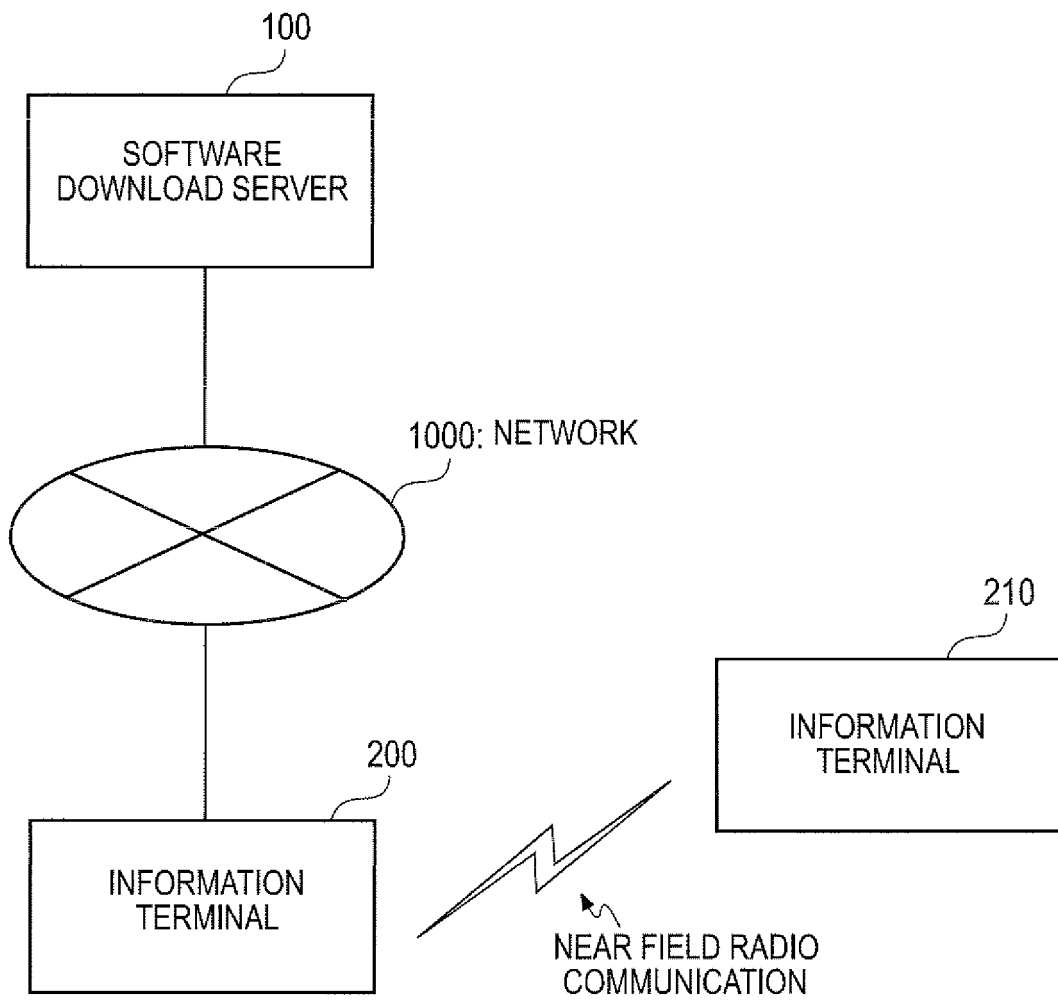 100
SOFTWARE
DOWNLOAD SERVER
1000: NETWORK
210
INFORMATION
TERMINAL
200
INFORMATION
TERMINAL
NEAR FIELD RADIO
COMMUNICATION